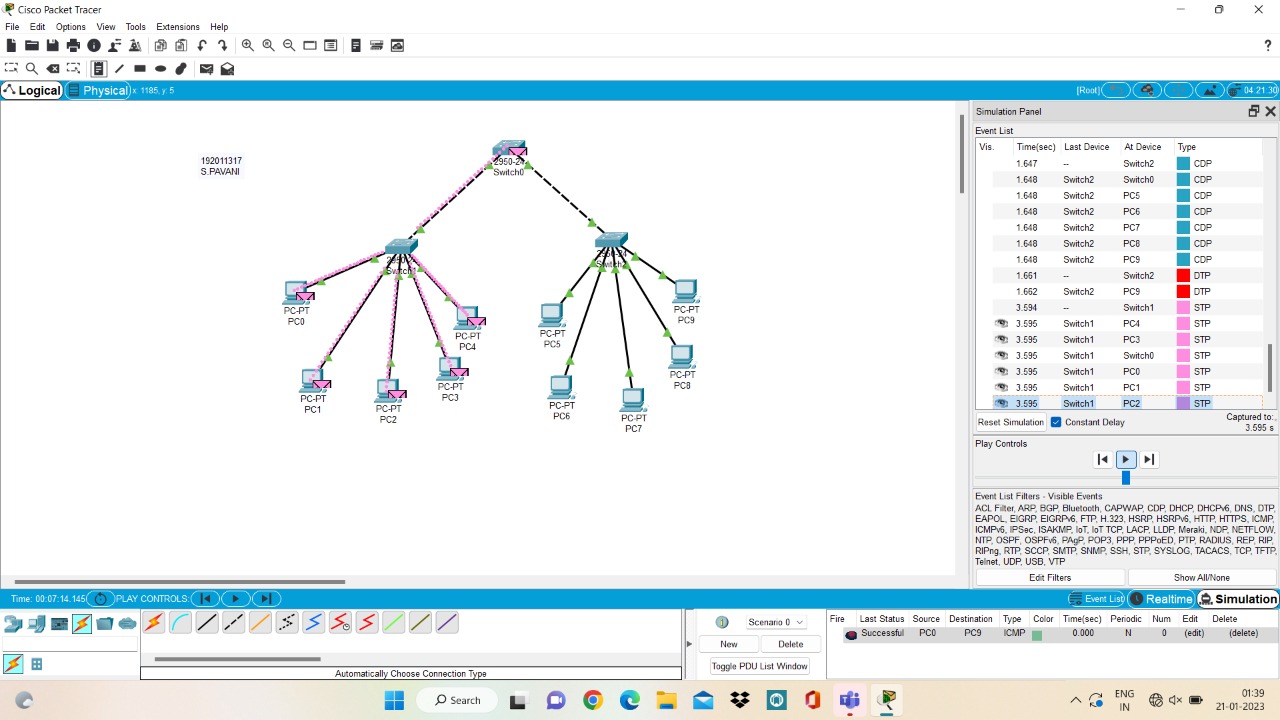 Cisco Packet Tracer
File Edit Options View Tools Extensions Help
?
Logical Physical x: 1185, y: 5 [Root] 04:21:30
192011317
S.PAVANI
2950-24
Switch0
Switch1
PC-PT
PC0
PC-PT
PC1
PC-PT
PC2
PC-PT
PC3
PC-PT
PC4
PC-PT
PC5
PC-PT
PC6
PC-PT
PC7
PC-PT
PC8
PC-PT
PC9
Simulation Panel
Event List
Vis. Time(sec) Last Device At Device Type
1.647 -- Switch2 CDP
1.648 Switch2 Switch0 CDP
1.648 Switch2 PC5 CDP
1.648 Switch2 PC6 CDP
1.648 Switch2 PC7 CDP
1.648 Switch2 PC8 CDP
1.648 Switch2 PC9 CDP
1.661 -- Switch2 DTP
1.662 Switch2 PC9 DTP
3.594 -- Switch1 STP
3.595 Switch1 PC4 STP
3.595 Switch1 PC3 STP
3.595 Switch1 Switch0 STP
3.595 Switch1 PC0 STP
3.595 Switch1 PC1 STP
3.595 Switch1 PC2 STP
Reset Simulation Constant Delay Captured to:
3.595 s
Play Controls
Event List Filters - Visible Events
ACL Filter, ARP, BGP, Bluetooth, CAPWAP, CDP, DHCP, DHCPv6, DNS, DTP,
EAPOL, EIGRP, EIGRPv6, FTP, H.323, HSRP, HSRPv6, HTTP, HTTPS, ICMP,
ICMPv6, IPSec, ISAKMP, IoT, IoT TCP, LACP, LLDP, Meraki, NDP, NETFLOW,
NTP, OSPF, OSPFv6, PAgP, POP3, PPP, PPPoED, PTP, RADIUS, REP, RIP,
RIPng, RTP, SCCP, SMTP, SNMP, SSH, STP, SYSLOG, TACACS, TCP, TFTP,
Telnet, UDP, USB, VTP
Edit Filters Show All/None
Time: 00:07:14.145 PLAY CONTROLS: Event List Realtime Simulation
Automatically Choose Connection Type
Scenario 0
New Delete
Toggle PDU List Window
Fire Last Status Source Destination Type Color Time(sec) Periodic Num Edit Delete
Successful PC0 PC9 ICMP 0.000 N 0 (edit) (delete)
Search
ENG
IN
01:39
21-01-2023